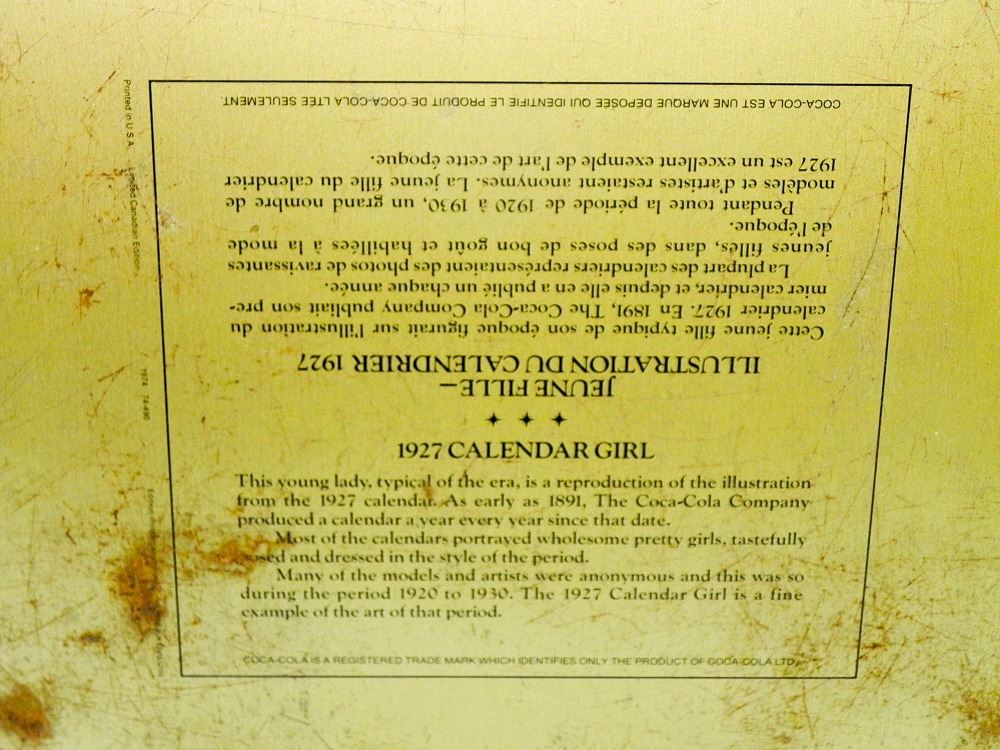 1927 CALENDAR GIRL
This young lady, typical of the era, is a reproduction of the illustration
from the 1927 calendar. As early as 1891, The Coca-Cola Company
produced a calendar a year every year since that date.
Most of the calendars portrayed wholesome pretty girls, tastefully
posed and dressed in the style of the period.
Many of the models and artists were anonymous and this was so
during the period 1920 to 1930. The 1927 Calendar Girl is a fine
example of the art of that period.
COCA-COLA IS A REGISTERED TRADE MARK WHICH IDENTIFIES ONLY THE PRODUCT OF COCA-COLA LTD.
JEUNE FILLE—
ILLUSTRATION DU CALENDRIER 1927
Cette jeune fille typique de son époque figurait sur l'illustration du
calendrier 1927. En 1891, The Coca-Cola Company publiait son pre-
mier calendrier, et depuis elle en a publié un chaque année.
La plupart des calendriers représentaient des photos de ravissantes
jeunes filles, dans des poses de bon goût et habillées à la mode
de l'époque.
Pendant toute la période de 1920 à 1930, un grand nombre de
modèles et d'artistes restaient anonymes. La jeune fille du calendrier
1927 est un excellent exemple de l'art de cette époque.
COCA-COLA EST UNE MARQUE DEPOSÉE QUI IDENTIFIE LE PRODUIT DE COCA-COLA LTÉE SEULEMENT.
Printed in U.S.A.
Limited Canadian Edition
1974 74-490